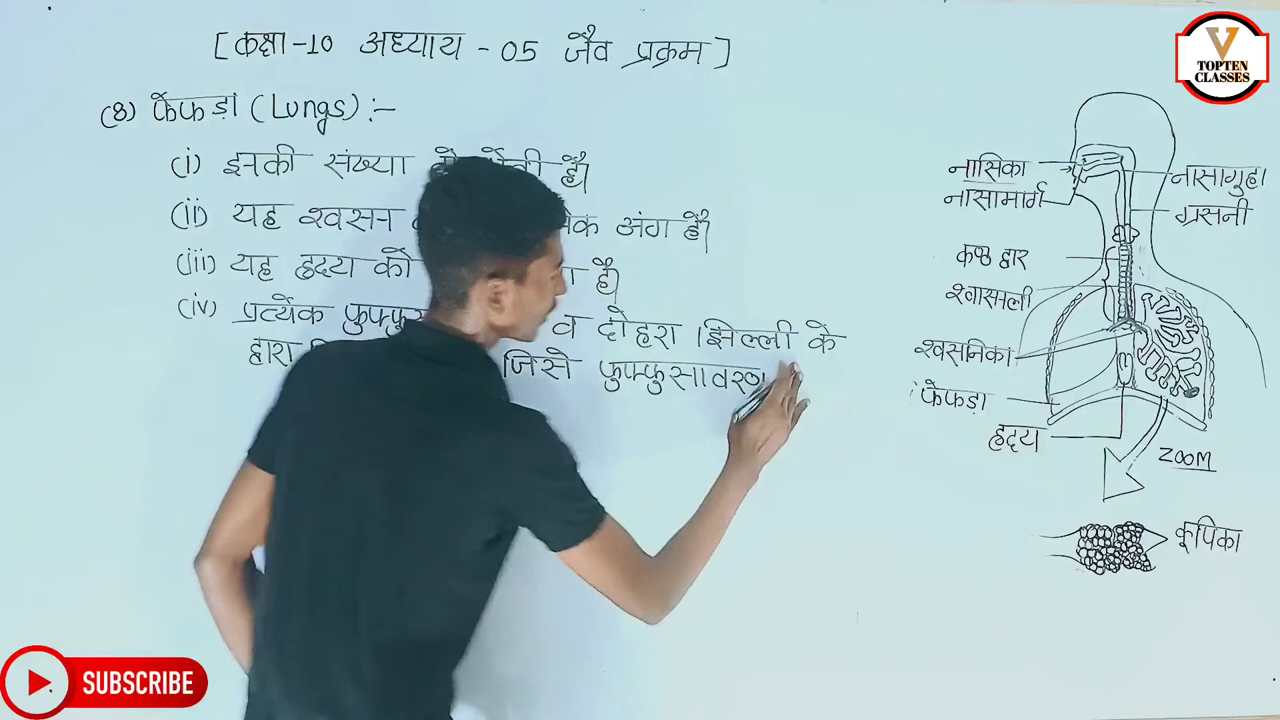 [कक्षा-10 अध्याय - 05 जैव प्रक्रम]
(8) फेफड़ा (Lungs) :-
(i) इनकी संख्या है।
(ii) यह श्वसन अंग है।
(iii) यह हृदय को है।
(iv) प्रत्येक व दोहरा झिल्ली के
द्वारा जिसे फुफ्फुसावरण
नासिका
नासामार्ग
कण्ठ द्वार
श्वासनली
श्वसनिका
फेफड़ा
हृदय
नासागुहा
ग्रसनी
ZOOM
कूपिका
V
TOPTEN
CLASSES
SUBSCRIBE